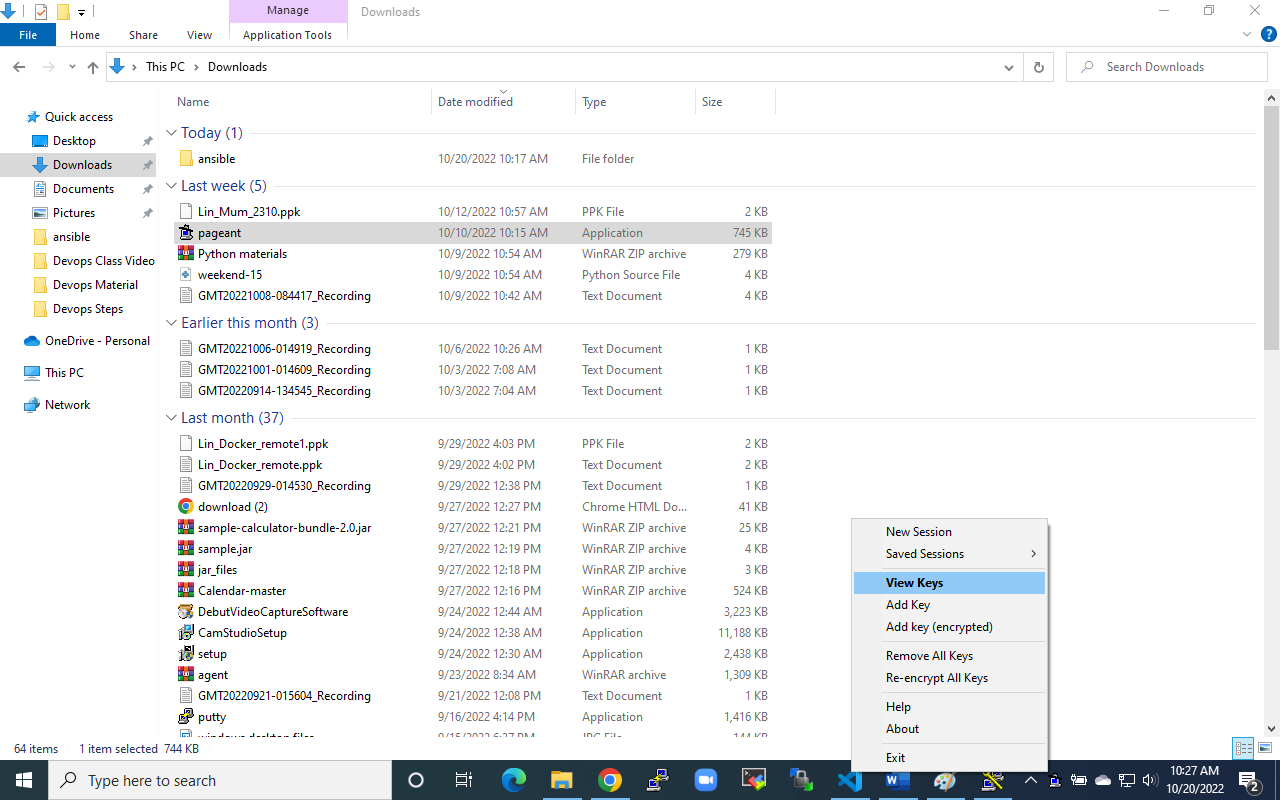 Manage
Downloads
File
Home
Share
View
Application Tools
This PC
Downloads
Search Downloads
Quick access
Desktop
Downloads
Documents
Pictures
ansible
Devops Class Video
Devops Material
Devops Steps
OneDrive - Personal
This PC
Network
Name Date modified Type Size
Today (1)
ansible 10/20/2022 10:17 AM File folder
Last week (5)
Lin_Mum_2310.ppk 10/12/2022 10:57 AM PPK File 2 KB
pageant 10/10/2022 10:15 AM Application 745 KB
Python materials 10/9/2022 10:54 AM WinRAR ZIP archive 279 KB
weekend-15 10/9/2022 10:54 AM Python Source File 4 KB
GMT20221008-084417_Recording 10/9/2022 10:42 AM Text Document 4 KB
Earlier this month (3)
GMT20221006-014919_Recording 10/6/2022 10:26 AM Text Document 1 KB
GMT20221001-014609_Recording 10/3/2022 7:08 AM Text Document 1 KB
GMT20220914-134545_Recording 10/3/2022 7:04 AM Text Document 1 KB
Last month (37)
Lin_Docker_remote1.ppk 9/29/2022 4:03 PM PPK File 2 KB
Lin_Docker_remote.ppk 9/29/2022 4:02 PM Text Document 2 KB
GMT20220929-014530_Recording 9/29/2022 12:38 PM Text Document 1 KB
download (2) 9/27/2022 12:27 PM Chrome HTML Do... 41 KB
sample-calculator-bundle-2.0.jar 9/27/2022 12:21 PM WinRAR archive 25 KB
sample.jar 9/27/2022 12:19 PM WinRAR archive 4 KB
jar_files 9/27/2022 12:18 PM WinRAR ZIP archive 3 KB
Calendar-master 9/27/2022 12:16 PM WinRAR ZIP archive 524 KB
DebutVideoCaptureSoftware 9/24/2022 12:44 AM Application 3,223 KB
CamStudioSetup 9/24/2022 12:38 AM Application 11,188 KB
setup 9/24/2022 12:30 AM Application 2,438 KB
agent 9/23/2022 8:34 AM WinRAR archive 1,309 KB
GMT20220921-015604_Recording 9/21/2022 12:08 PM Text Document 1 KB
putty 9/16/2022 4:14 PM Application 1,416 KB
windows desktop files 9/15/2022 6:37 PM JPG File 144 KB
New Session
Saved Sessions
View Keys
Add Key
Add key (encrypted)
Remove All Keys
Re-encrypt All Keys
Help
About
Exit
64 items 1 item selected 744 KB
Type here to search
10:27 AM
10/20/2022
2